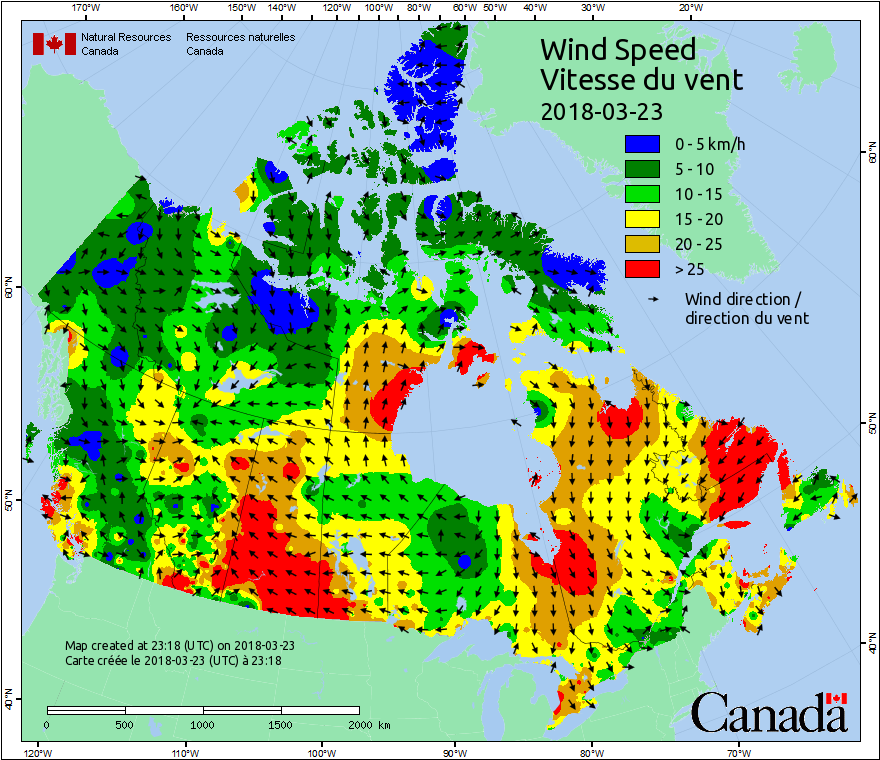 170°W 160°W 150°W 140°W 130°W 120°W 110°W 100°W 90°W 80°W 70°W 60°W 50°W 40°W 30°W 20°W
Natural Resources Canada
Ressources naturelles Canada
Wind Speed
Vitesse du vent
2018-03-23
0 - 5 km/h
5 - 10
10 - 15
15 - 20
20 - 25
> 25
Wind direction /
direction du vent
60°N
50°N
40°N
60°N
50°N
40°N
Map created at 23:18 (UTC) on 2018-03-23
Carte créée le 2018-03-23 (UTC) à 23:18
0 500 1000 1500 2000 km
Canada
120°W 110°W 100°W 90°W 80°W 70°W